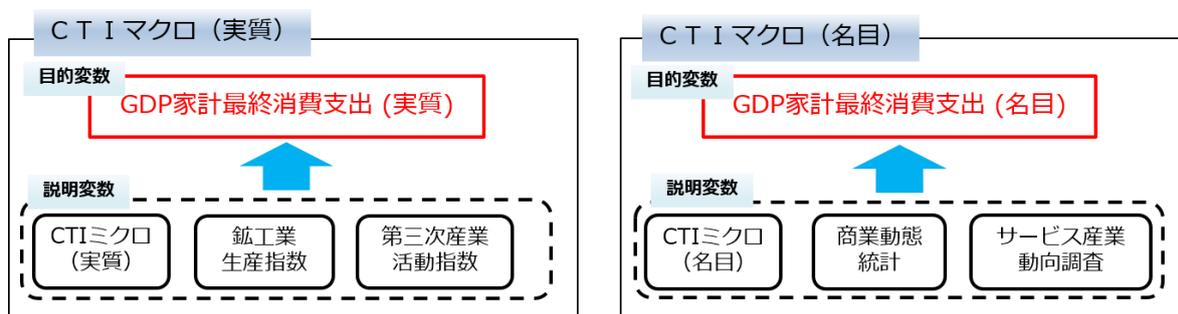 ＣＴＩマクロ（実質）
目的変数
GDP家計最終消費支出 (実質)
説明変数
CTIミクロ
（実質）
鉱工業
生産指数
第三次産業
活動指数
ＣＴＩマクロ（名目）
目的変数
GDP家計最終消費支出 (名目)
説明変数
CTIミクロ
（名目）
商業動態
統計
サービス産業
動向調査